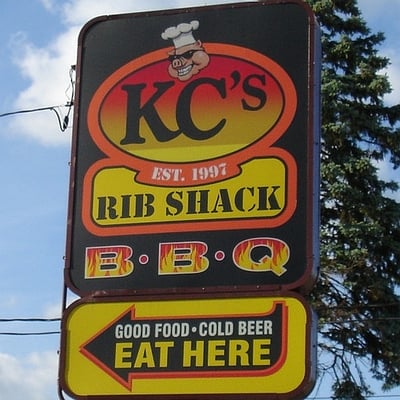 KC's
EST. 1997
RIB SHACK
B·B·Q
GOOD FOOD·COLD BEER
EAT HERE